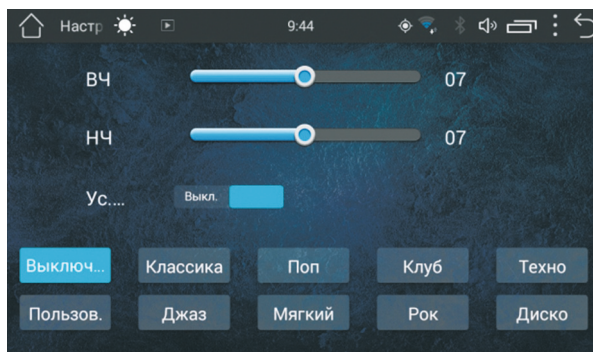 Настр 9:44
ВЧ 07
НЧ 07
Ус.... Выкл.
Выключ... Классика Поп Клуб Техно
Пользов. Джаз Мягкий Рок Диско